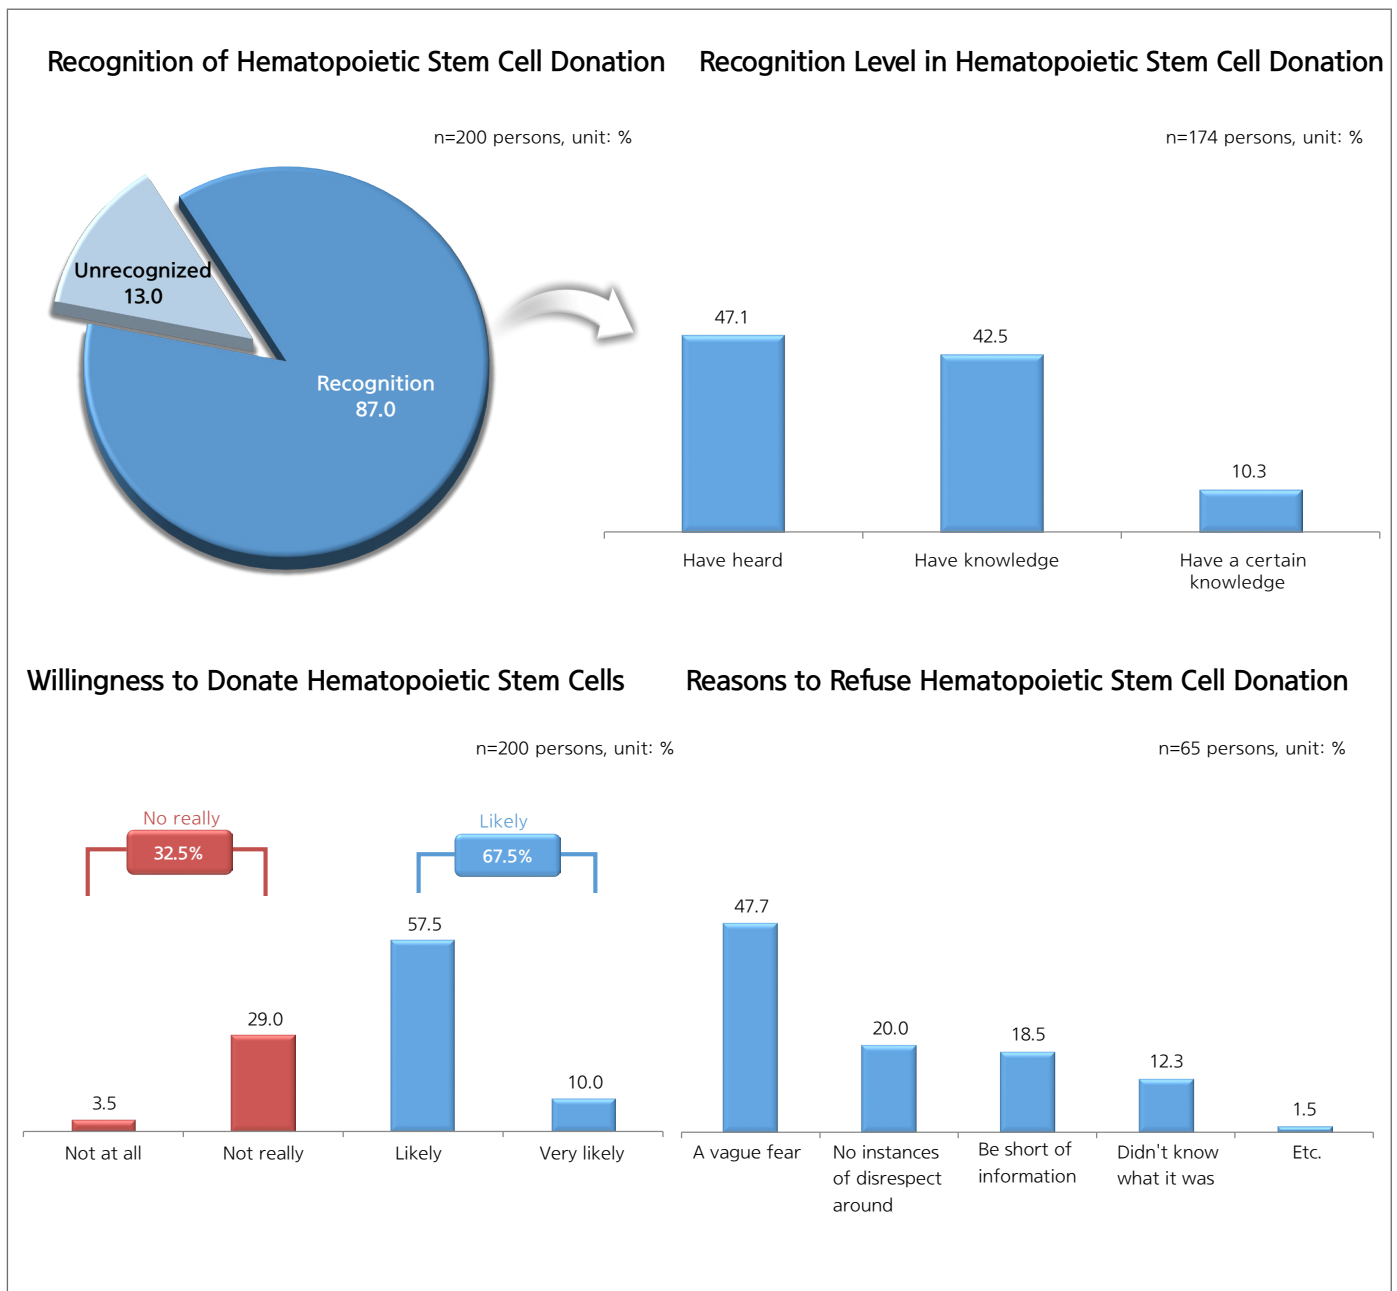 Recognition of Hematopoietic Stem Cell Donation
n=200 persons, unit: %
Unrecognized
13.0
Recognition
87.0
Recognition Level in Hematopoietic Stem Cell Donation
n=174 persons, unit: %
47.1
42.5
10.3
Have heard
Have knowledge
Have a certain
knowledge
Willingness to Donate Hematopoietic Stem Cells
n=200 persons, unit: %
No really
32.5%
Likely
67.5%
3.5
29.0
57.5
10.0
Not at all
Not really
Likely
Very likely
Reasons to Refuse Hematopoietic Stem Cell Donation
n=65 persons, unit: %
47.7
20.0
18.5
12.3
1.5
A vague fear
No instances
of disrespect
around
Be short of
information
Didn't know
what it was
Etc.